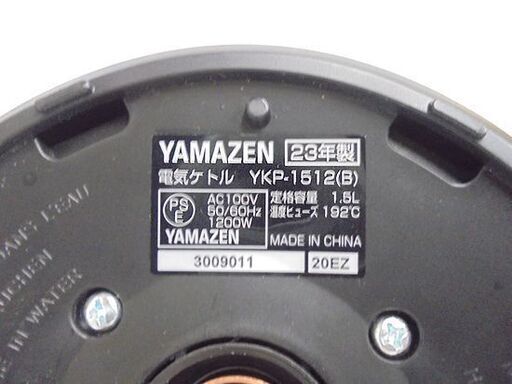 YAMAZEN 23年製
電気ケトル YKP-1512(B)
PS E
AC100V
50/60Hz
1200W
YAMAZEN
定格容量 1.5L
温度ヒューズ 192℃
MADE IN CHINA
3009011 20EZ
WATER